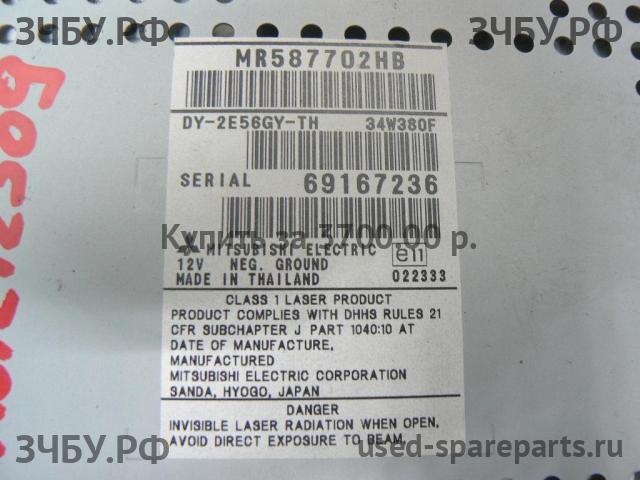 ЗЧБУ.РФ ЗЧБУ.РФ
MR587702HB
DY-2E56GY-TH 34W380F
SERIAL 69167236
Купить за 3700.00 р.
MITSUBISHI ELECTRIC e11
12V NEG. GROUND
MADE IN THAILAND 022333
CLASS 1 LASER PRODUCT
PRODUCT COMPLIES WITH DHHS RULES 21
CFR SUBCHAPTER J PART 1040:10 AT
DATE OF MANUFACTURE,
MANUFACTURED
MITSUBISHI ELECTRIC CORPORATION
SANDA, HYOGO, JAPAN
DANGER
INVISIBLE LASER RADIATION WHEN OPEN,
AVOID DIRECT EXPOSURE TO BEAM.
ЗЧБУ.РФ used-spareparts.ru